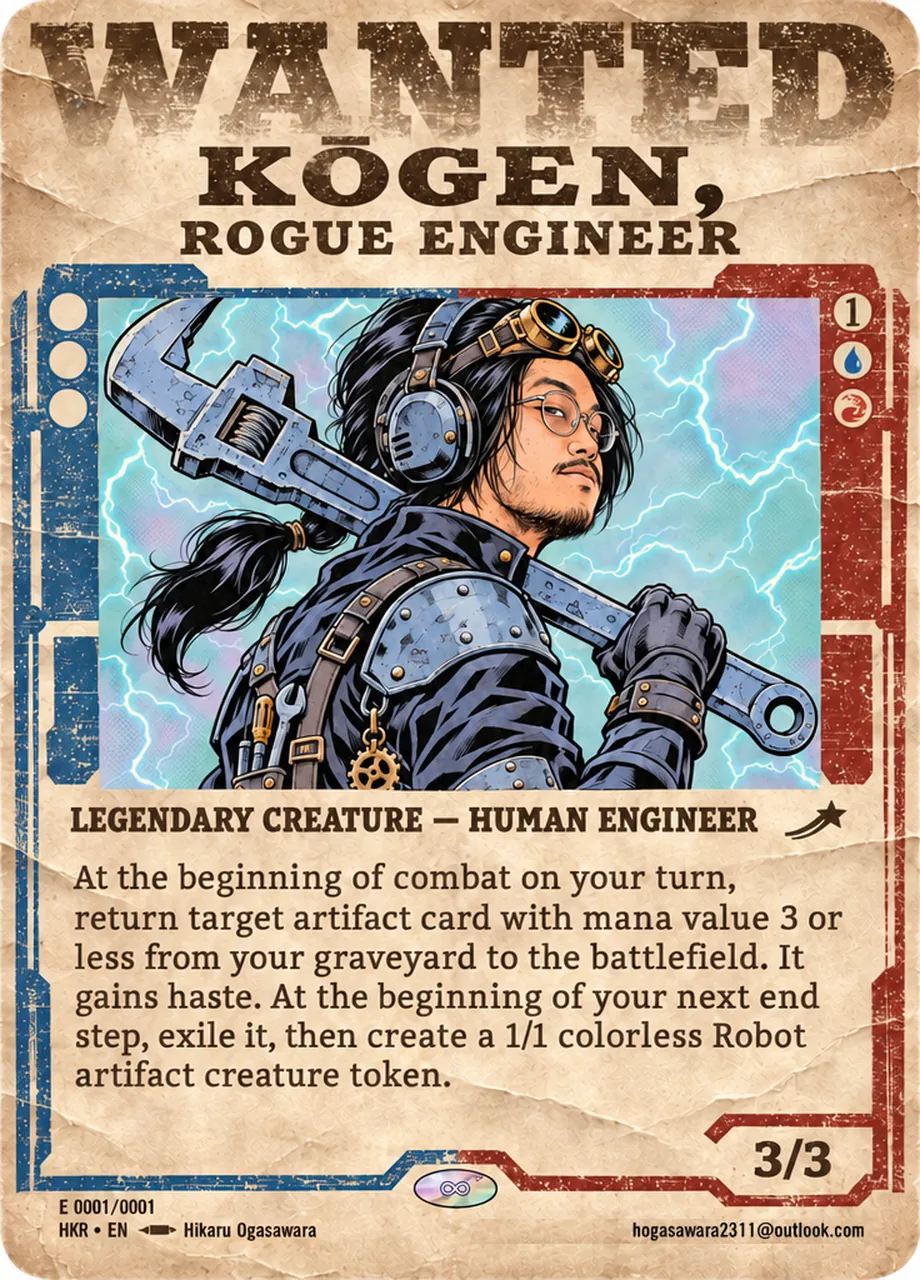 WANTED
KŌGEN,
ROGUE ENGINEER
1
LEGENDARY CREATURE — HUMAN ENGINEER
At the beginning of combat on your turn,
return target artifact card with mana value 3 or
less from your graveyard to the battlefield. It
gains haste. At the beginning of your next end
step, exile it, then create a 1/1 colorless Robot
artifact creature token.
3/3
E 0001/0001
HKR • EN Hikaru Ogasawara
hogasawara2311@outlook.com